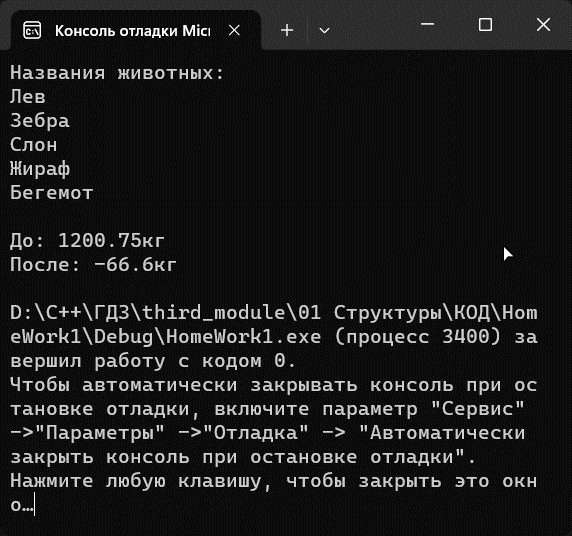 Консоль отладки Micr
Названия животных:
Лев
Зебра
Слон
Жираф
Бегемот
До: 1200.75кг
После: -66.6кг
D:\C++\ГДЗ\third_module\01 Структуры\КОД\Hom
eWork1\Debug\HomeWork1.exe (процесс 3400) за
вершил работу с кодом 0.
Чтобы автоматически закрывать консоль при ос
тановке отладки, включите параметр "Сервис"
->"Параметры" ->"Отладка" -> "Автоматически
закрыть консоль при остановке отладки".
Нажмите любую клавишу, чтобы закрыть это окн
о…